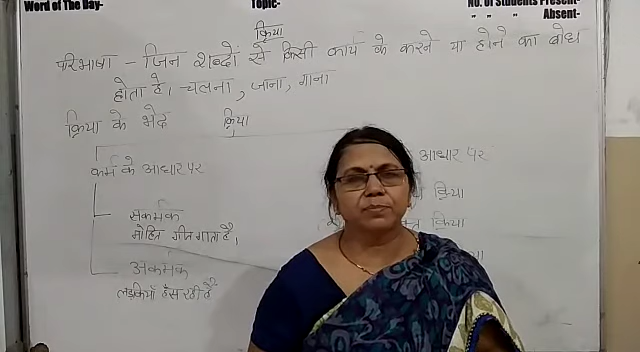 Word of The Day- Topic- No. of Students Present-
" " " Absent-
क्रिया
परिभाषा - जिन शब्दों से किसी कार्य के करने या होने का बोध
होता है। चलना, जाना, गाना
क्रिया के भेद क्रिया
कर्म के आधार पर आधार पर
सकर्मक क्रिया
मोहित गीत गाता है। क्रिया
अकर्मक
लड़कियाँ हँस रही हैं